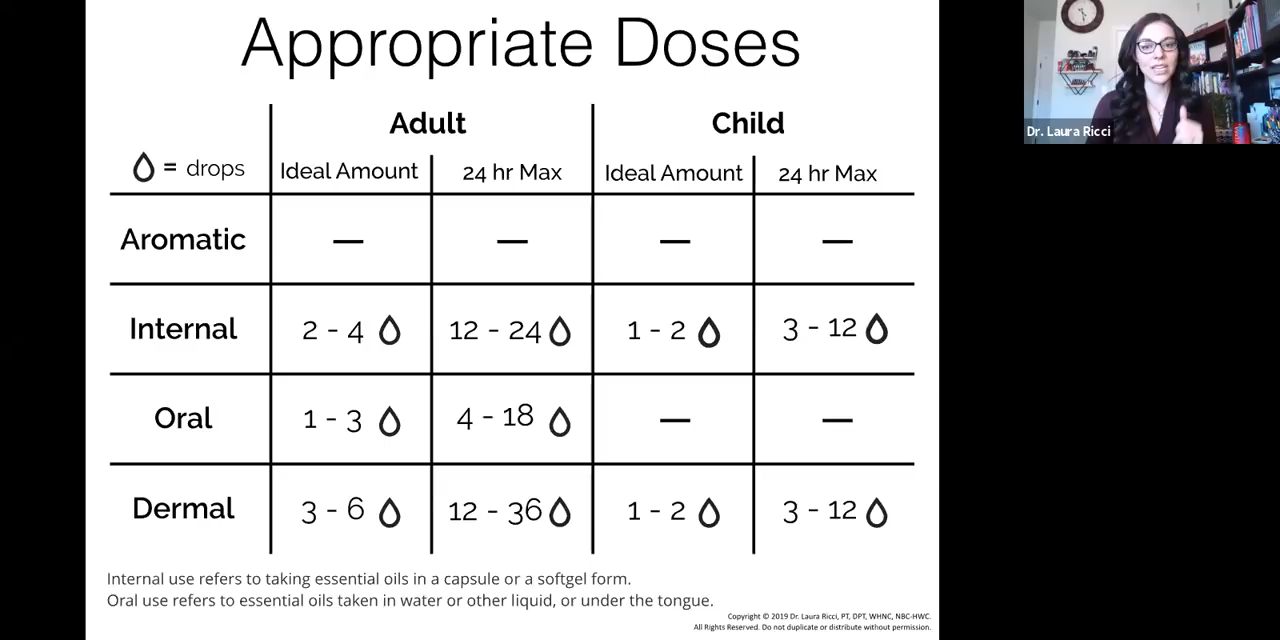 Appropriate Doses
Adult Child
= drops Ideal Amount 24 hr Max Ideal Amount 24 hr Max
Aromatic — — — —
Internal 2 - 4 12 - 24 1 - 2 3 - 12
Oral 1 - 3 4 - 18 — —
Dermal 3 - 6 12 - 36 1 - 2 3 - 12
Internal use refers to taking essential oils in a capsule or a softgel form.
Oral use refers to essential oils taken in water or other liquid, or under the tongue.
Copyright © 2019 Dr. Laura Ricci, PT, DPT, WHNC, NBC-HWC.
All Rights Reserved. Do not duplicate or distribute without permission.
Dr. Laura Ricci